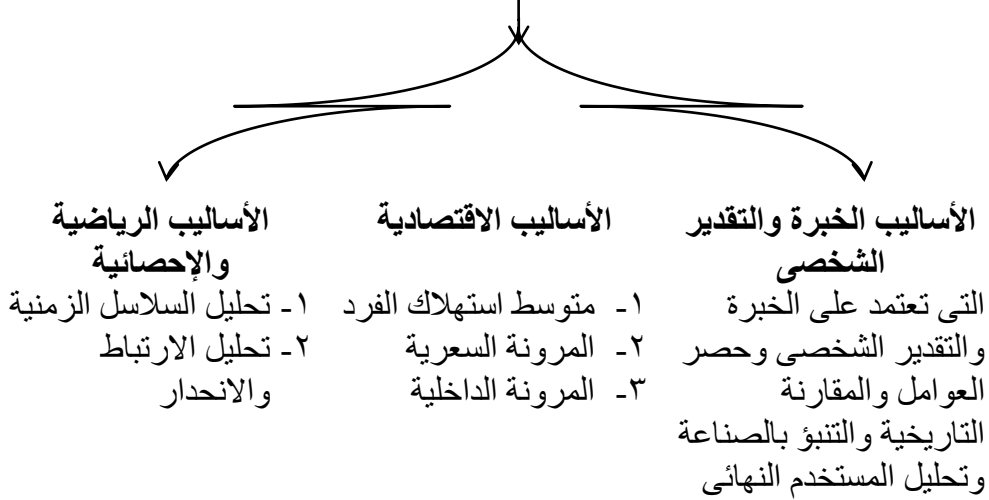 الأساليب الخبرة والتقدير
الشخصى
التى تعتمد على الخبرة
والتقدير الشخصى وحصر
العوامل والمقارنة
التاريخية والتنبؤ بالصناعة
وتحليل المستخدم النهائى
الأساليب الاقتصادية
١- متوسط استهلاك الفرد
٢- المرونة السعرية
٣- المرونة الداخلية
الأساليب الرياضية
والإحصائية
١- تحليل السلاسل الزمنية
٢- تحليل الارتباط
والانحدار